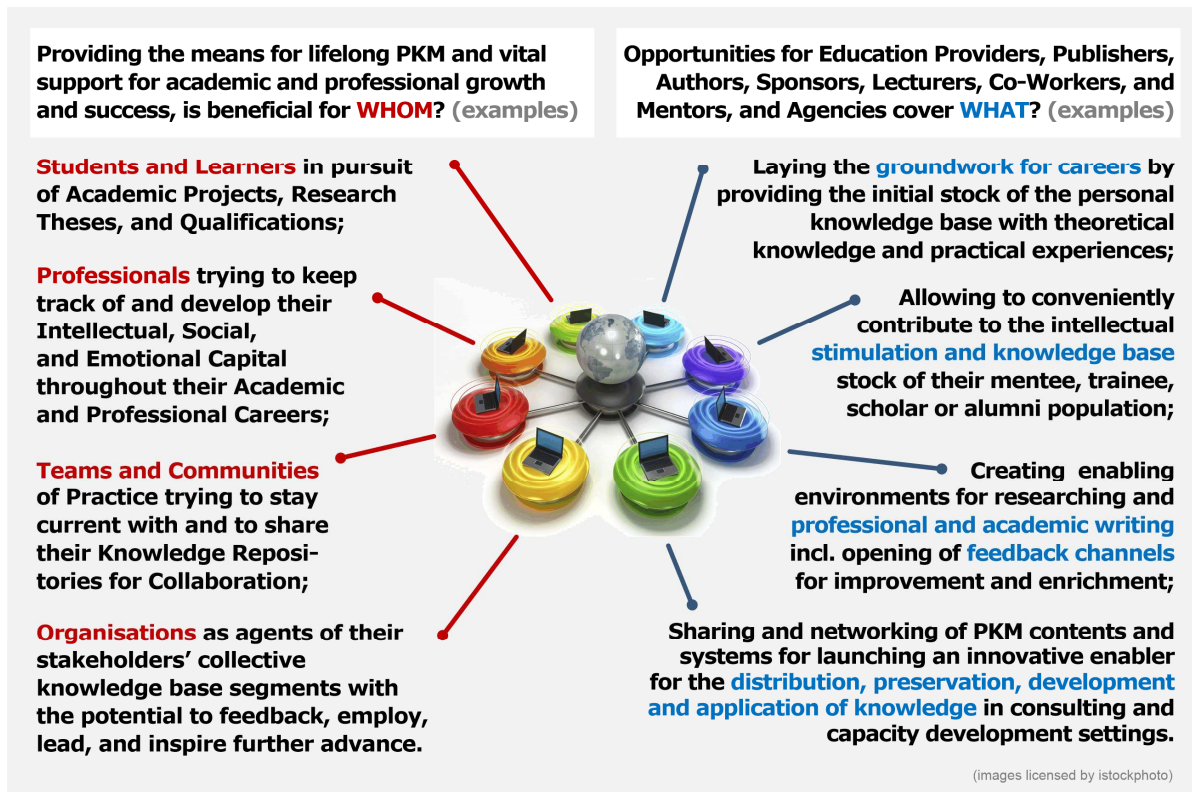 Providing the means for lifelong PKM and vital
support for academic and professional growth
and success, is beneficial for WHOM? (examples)
Students and Learners in pursuit
of Academic Projects, Research
Theses, and Qualifications;
Professionals trying to keep
track of and develop their
Intellectual, Social,
and Emotional Capital
throughout their Academic
and Professional Careers;
Teams and Communities
of Practice trying to stay
current with and to share
their Knowledge Reposi-
tories for Collaboration;
Organisations as agents of their
stakeholders’ collective
knowledge base segments with
the potential to feedback, employ,
lead, and inspire further advance.
Opportunities for Education Providers, Publishers,
Authors, Sponsors, Lecturers, Co-Workers, and
Mentors, and Agencies cover WHAT? (examples)
Laying the groundwork for careers by
providing the initial stock of the personal
knowledge base with theoretical
knowledge and practical experiences;
Allowing to conveniently
contribute to the intellectual
stimulation and knowledge base
stock of their mentee, trainee,
scholar or alumni population;
Creating enabling
environments for researching and
professional and academic writing
incl. opening of feedback channels
for improvement and enrichment;
Sharing and networking of PKM contents and
systems for launching an innovative enabler
for the distribution, preservation, development
and application of knowledge in consulting and
capacity development settings.
(images licensed by istockphoto)